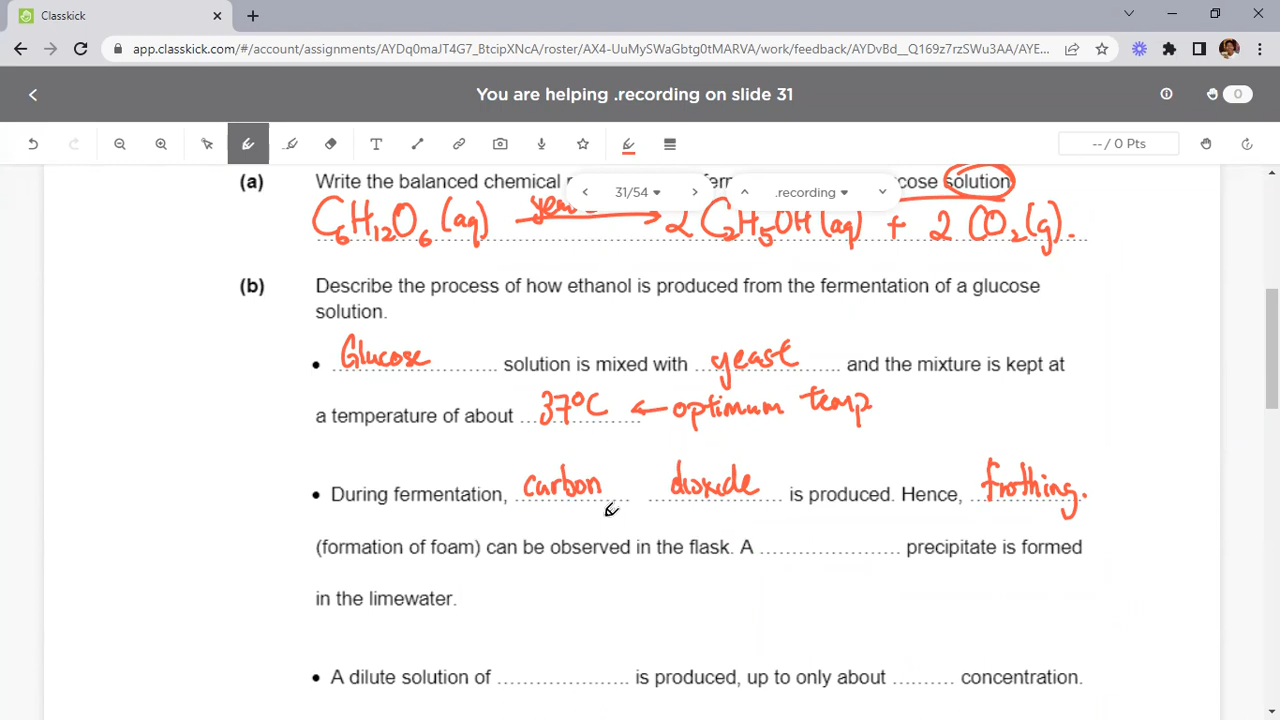 Classkick
app.classkick.com/#/account/assignments/AYDq0maJT4G7_BtcipXNA/roster/AX4-UuMySWaGbtg0tMARVA/work/feedback/AYDvBd__Q169z7rzSWu3AA/AYE...
You are helping .recording on slide 31
0
-- / 0 Pts
31/54 .recording
(a) Write the balanced chemical cose solution
C6H12O6 (aq) → 2 C2H5OH (aq) + 2 CO2 (g).
(b) Describe the process of how ethanol is produced from the fermentation of a glucose
solution.
• Glucose solution is mixed with yeast and the mixture is kept at
a temperature of about 37°C ← optimum temp
• During fermentation, carbon dioxide is produced. Hence, frothing.
(formation of foam) can be observed in the flask. A .................... precipitate is formed
in the limewater.
• A dilute solution of .................... is produced, up to only about ......... concentration.